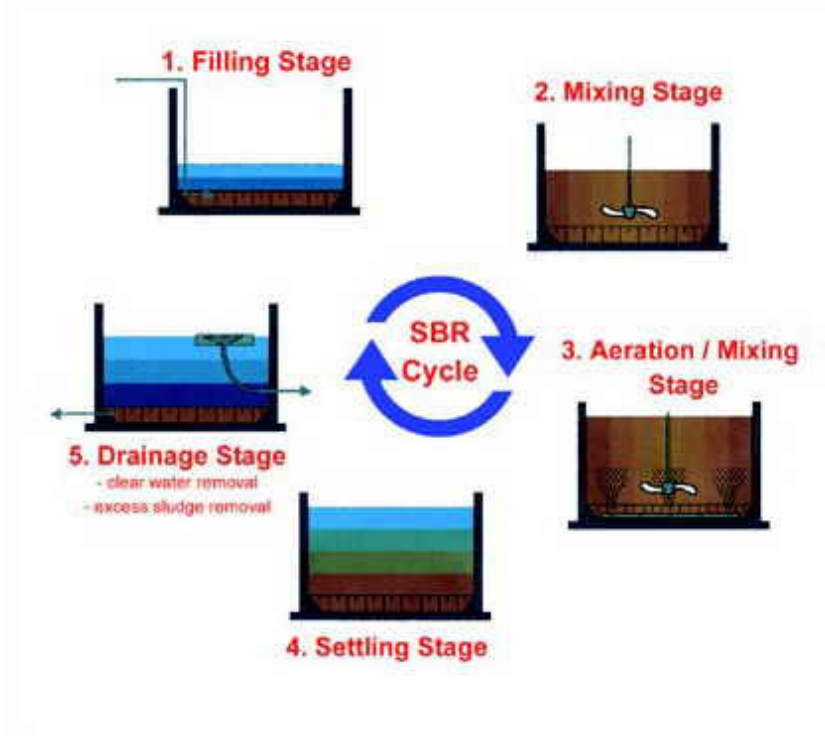 1. Filling Stage
2. Mixing Stage
SBR
Cycle
3. Aeration / Mixing
Stage
5. Drainage Stage
- clear water removal
- excess sludge removal
4. Settling Stage